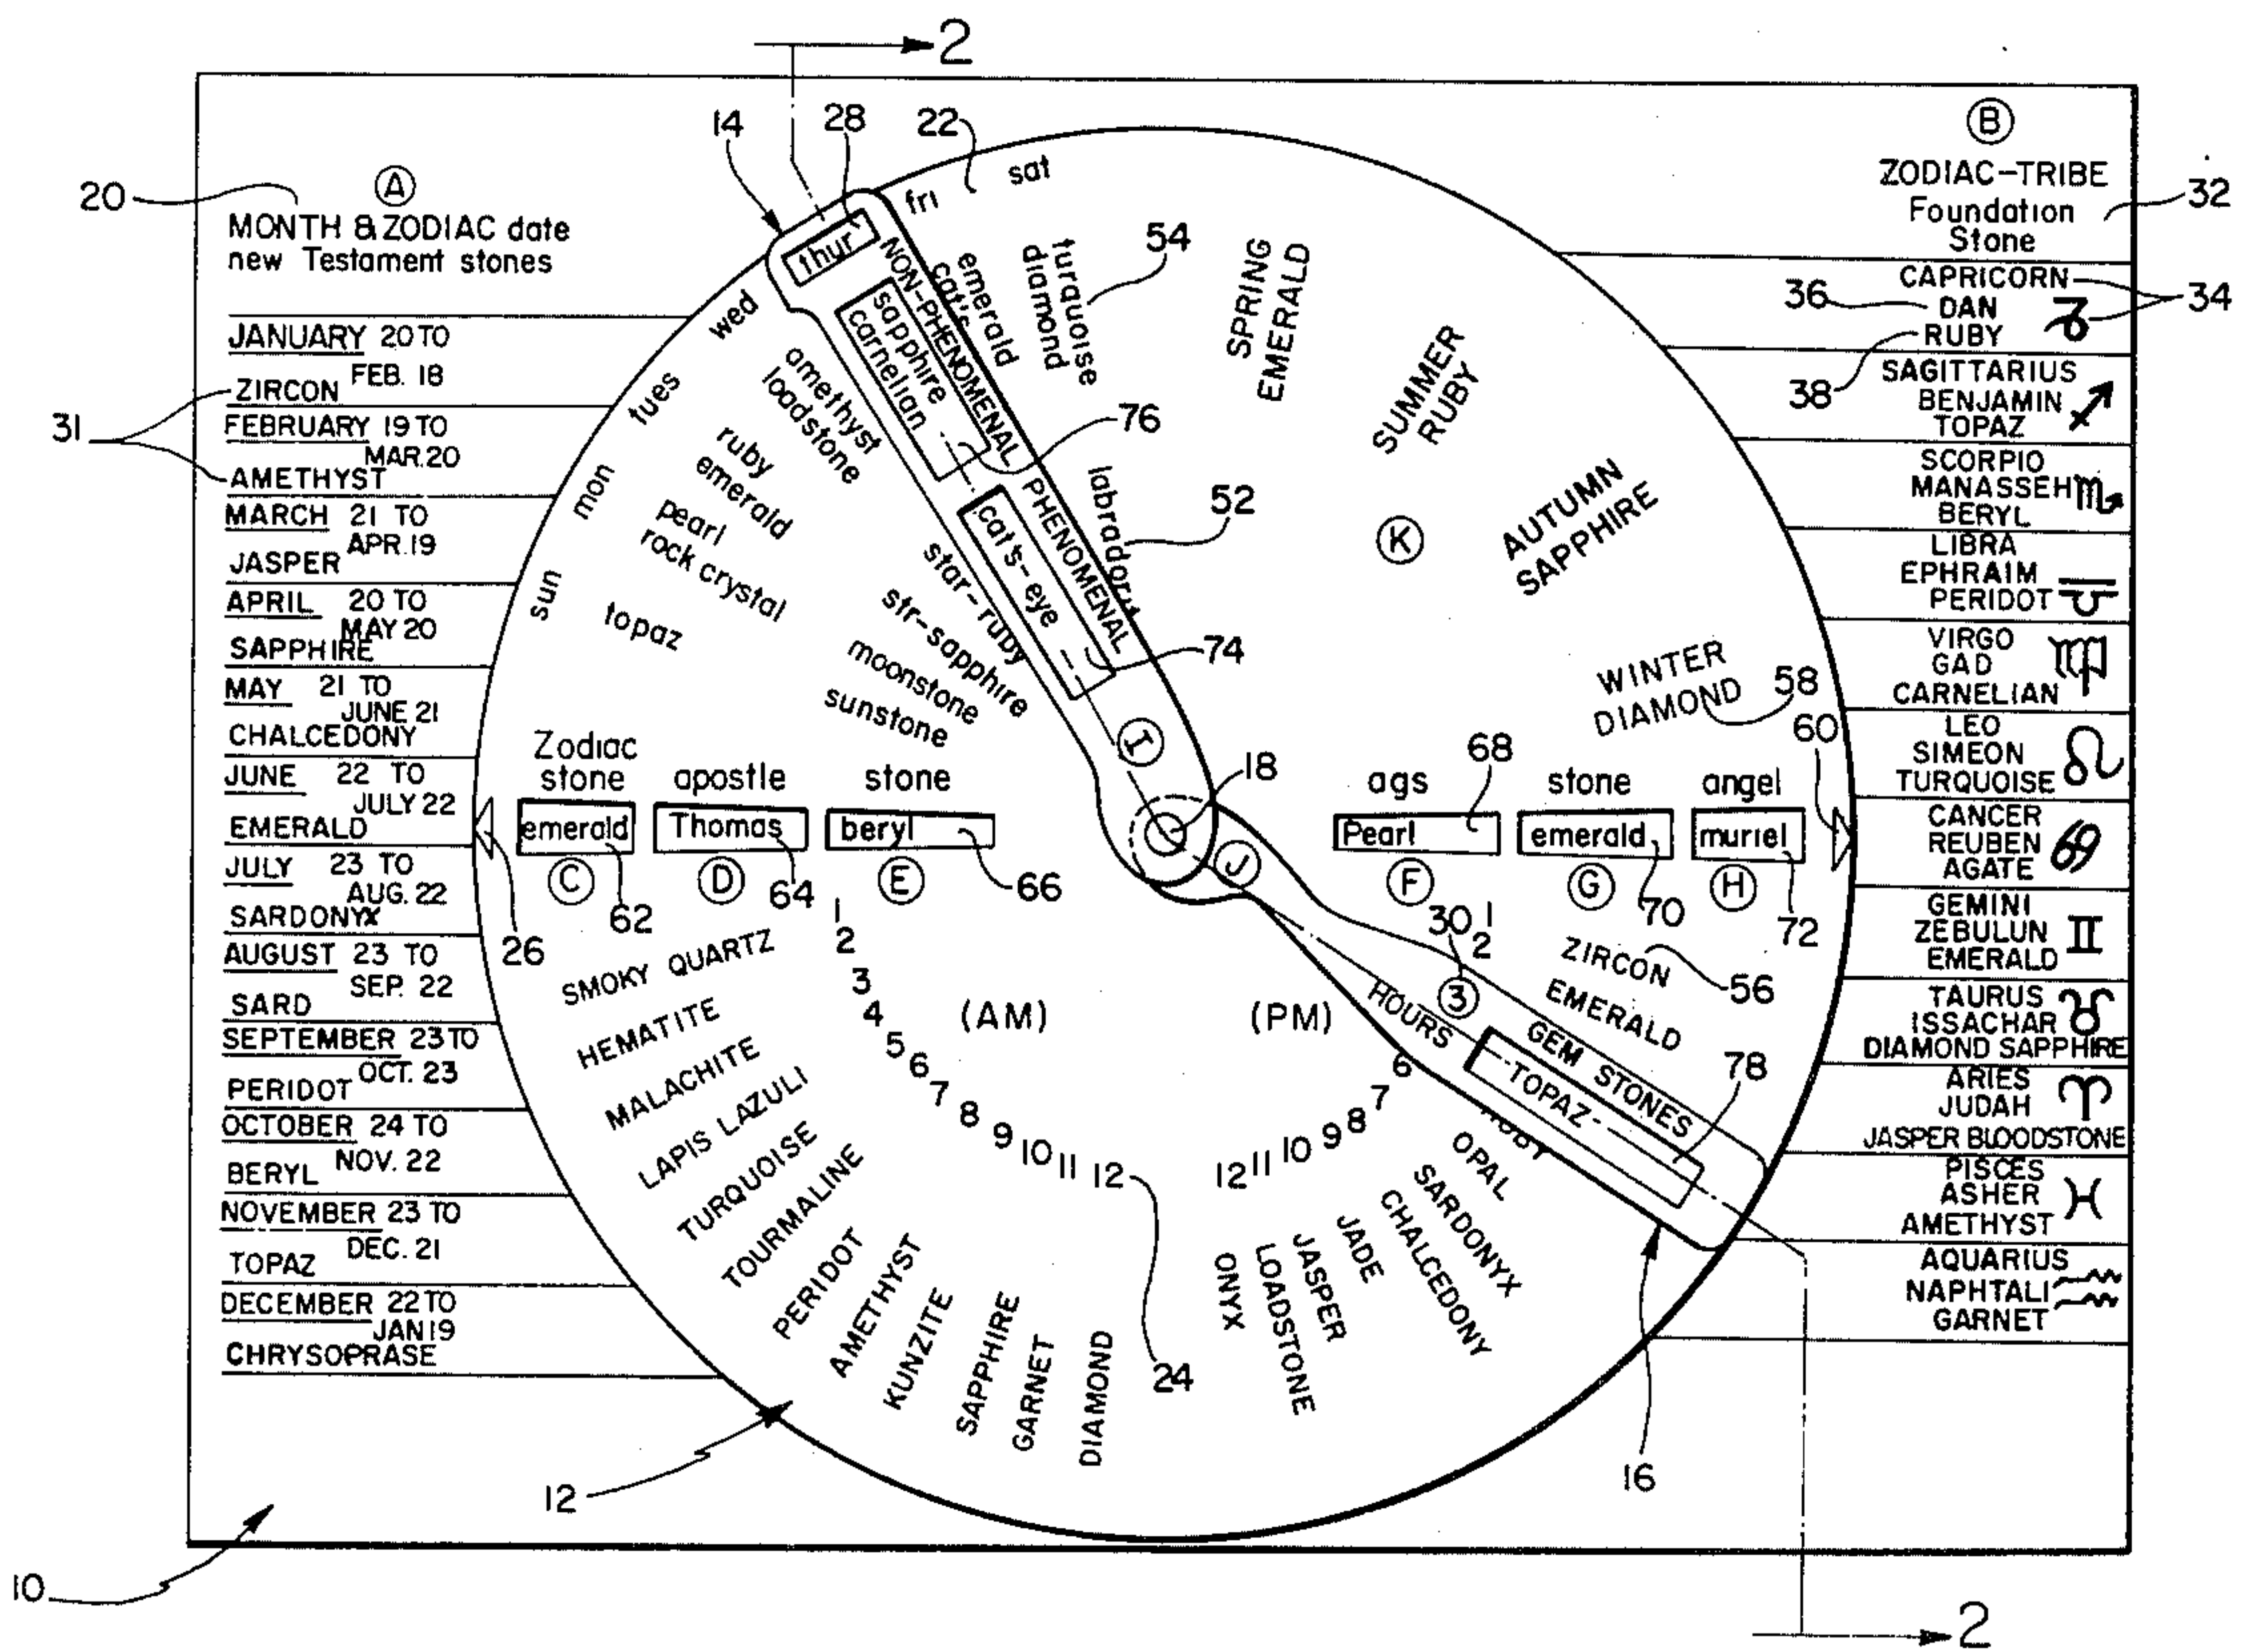 2
14
28
22
sat
fri
20
A
MONTH & ZODIAC date
new Testament stones
JANUARY 20 TO
FEB. 18
ZIRCON
31
FEBRUARY 19 TO
MAR. 20
AMETHYST
MARCH 21 TO
APR. 19
JASPER
APRIL 20 TO
MAY 20
SAPPHIRE
MAY 21 TO
JUNE 21
CHALCEDONY
JUNE 22 TO
JULY 22
EMERALD
JULY 23 TO
AUG. 22
SARDONYX
AUGUST 23 TO
SEP. 22
SARD
SEPTEMBER 23 TO
OCT. 23
PERIDOT
OCTOBER 24 TO
NOV. 22
BERYL
NOVEMBER 23 TO
DEC. 21
TOPAZ
DECEMBER 22 TO
JAN 19
CHRYSOPRASE
10
12
thur
wed
tues
mon
sun
NON-PHENOMENAL
sapphire
carnelian
76
PHENOMENAL
cat's-eye
74
I
emerald
cat's
turquoise
diamond
54
amethyst
loadstone
ruby
emerald
pearl
rock crystal
topaz
labradorit
52
star-ruby
str-sapphire
moonstone
sunstone
SPRING
EMERALD
SUMMER
RUBY
K
AUTUMN
SAPPHIRE
WINTER
DIAMOND
58
60
Zodiac
stone
apostle
stone
18
ags
68
stone
angel
emerald
Thomas
beryl
Pearl
emerald
muriel
C
D
E
J
F
G
H
26
62
64
66
70
72
1
2
3
4
5
6
7
8
9
10
11
12
(AM)
(PM)
30
1
2
3
6
7
8
9
10
11
12
24
HOURS
GEM STONES
TOPAZ
78
16
SMOKY QUARTZ
HEMATITE
MALACHITE
LAPIS LAZULI
TURQUOISE
TOURMALINE
PERIDOT
AMETHYST
KUNZITE
SAPPHIRE
GARNET
DIAMOND
ZIRCON
56
EMERALD
OPAL
SARDONYX
CHALCEDONY
JADE
JASPER
LOADSTONE
ONYX
B
ZODIAC-TRIBE
Foundation
Stone
32
CAPRICORN
DAN
RUBY
34
36
38
SAGITTARIUS
BENJAMIN
TOPAZ
SCORPIO
MANASSEH
BERYL
LIBRA
EPHRAIM
PERIDOT
VIRGO
GAD
CARNELIAN
LEO
SIMEON
TURQUOISE
CANCER
REUBEN
AGATE
GEMINI
ZEBULUN
EMERALD
TAURUS
ISSACHAR
DIAMOND SAPPHIRE
ARIES
JUDAH
JASPER BLOODSTONE
PISCES
ASHER
AMETHYST
AQUARIUS
NAPHTALI
GARNET
2